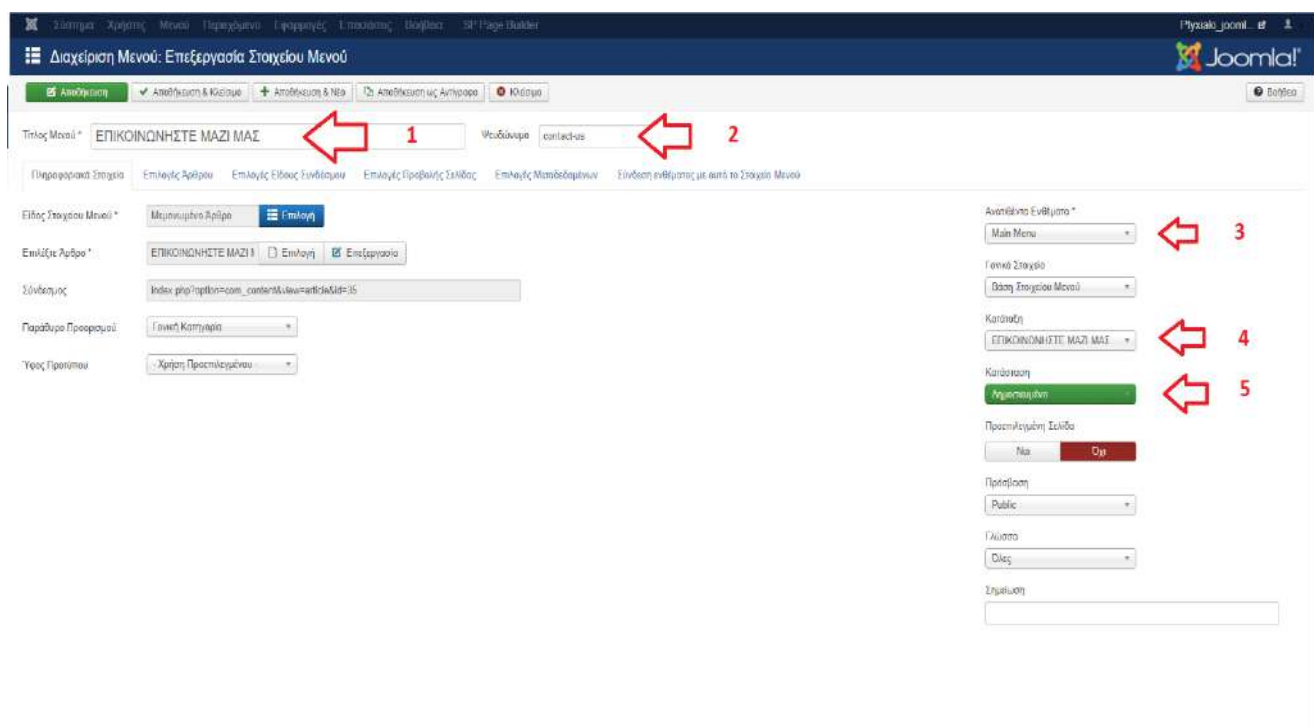 Σύστημα Χρήστες Μενού Περιεχόμενο Εφαρμογές Επεκτάσεις Βοήθεια SP Page Builder Plyxiaki_jooml...
Διαχείριση Μενού: Επεξεργασία Στοιχείου Μενού Joomla!
Αποθήκευση Αποθήκευση & Κλείσιμο Αποθήκευση & Νέο Αποθήκευση ως Αντίγραφο Κλείσιμο Βοήθεια
Τίτλος Μενού * ΕΠΙΚΟΙΝΩΝΗΣΤΕ ΜΑΖΙ ΜΑΣ 1 Ψευδώνυμο contact-us 2
Πληροφοριακά Στοιχεία Επιλογές Άρθρου Επιλογές Είδους Συνδέσμου Επιλογές Προβολής Σελίδας Επιλογές Μεταδεδομένων Σύνδεση ενθέματος με αυτό το Στοιχείο Μενού
Είδος Στοιχείου Μενού * Μεμονωμένο Άρθρο Επιλογή
Επιλέξτε Άρθρο * ΕΠΙΚΟΙΝΩΝΗΣΤΕ ΜΑΖΙ Μ Επιλογή Επεξεργασία
Σύνδεσμος index.php?option=com_content&view=article&id=35
Παράθυρο Προορισμού Γονική Κατηγορία
Ύφος Προτύπου - Χρήση Προεπιλεγμένου -
Ανατιθέντα Ενθέματα *
Main Menu 3
Γονικό Στοιχείο
Βάση Στοιχείου Μενού
Κατάταξη
ΕΠΙΚΟΙΝΩΝΗΣΤΕ ΜΑΖΙ ΜΑΣ 4
Κατάσταση
Δημοσιευμένο 5
Προεπιλεγμένη Σελίδα
Ναι Όχι
Πρόσβαση
Public
Γλώσσα
Όλες
Σημείωση